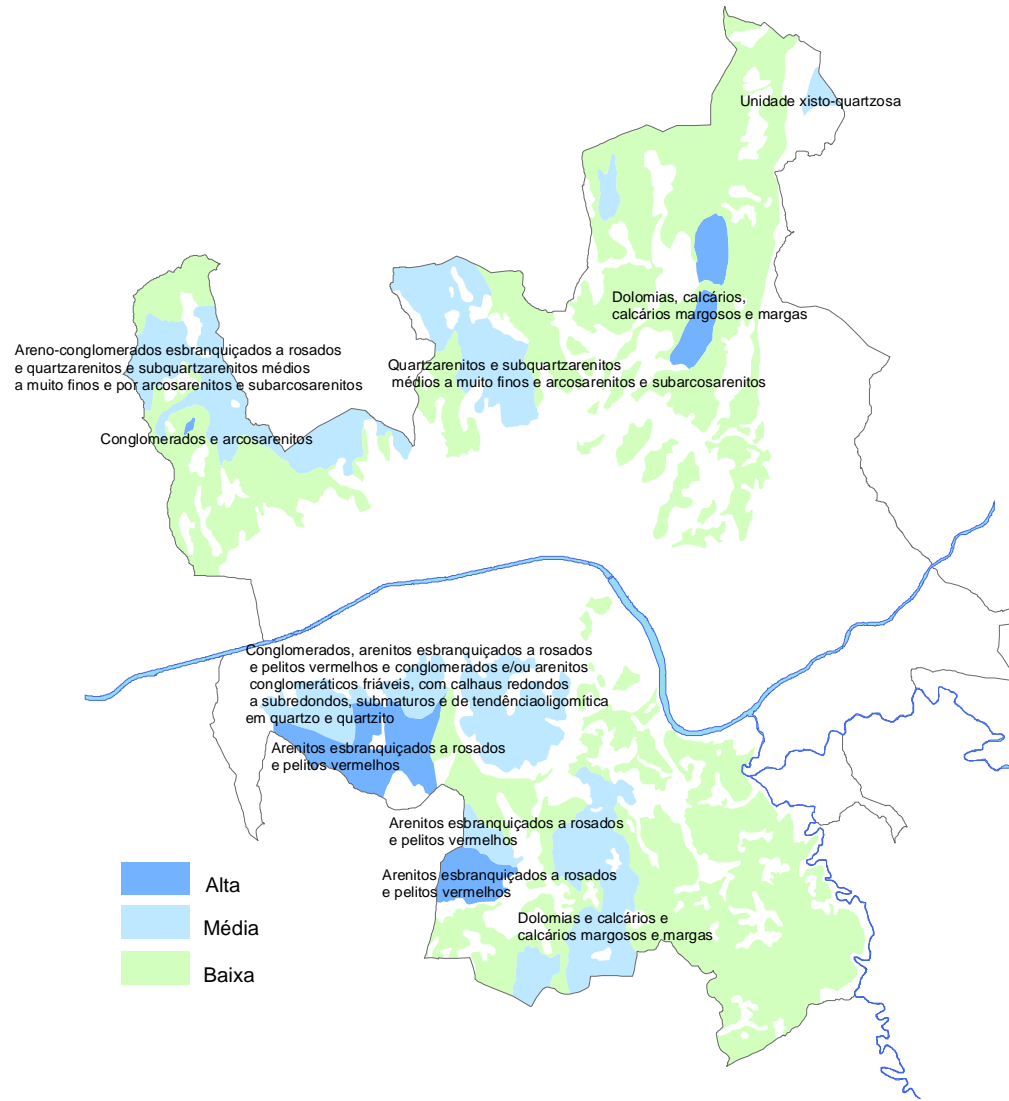 Unidade xisto-quartzosa
Dolomias, calcários,
calcários margosos e margas
Areno-conglomerados esbranquiçados a rosados
e quartzarenitos e subquartzarenitos médios
a muito finos e por arcosarenitos e subarcosarenitos
Quartzarenitos e subquartzarenitos
médios a muito finos e arcosarenitos e subarcosarenitos
Conglomerados e arcosarenitos
Conglomerados, arenitos esbranquiçados a rosados
e pelitos vermelhos e conglomerados e/ou arenitos
conglomeráticos friáveis, com calhaus redondos
a subredondos, submaturos e de tendênciaoligomítica
em quartzo e quartzito
Arenitos esbranquiçados a rosados
e pelitos vermelhos
Arenitos esbranquiçados a rosados
e pelitos vermelhos
Arenitos esbranquiçados a rosados
e pelitos vermelhos
Dolomias e calcários e
calcários margosos e margas
Alta
Média
Baixa